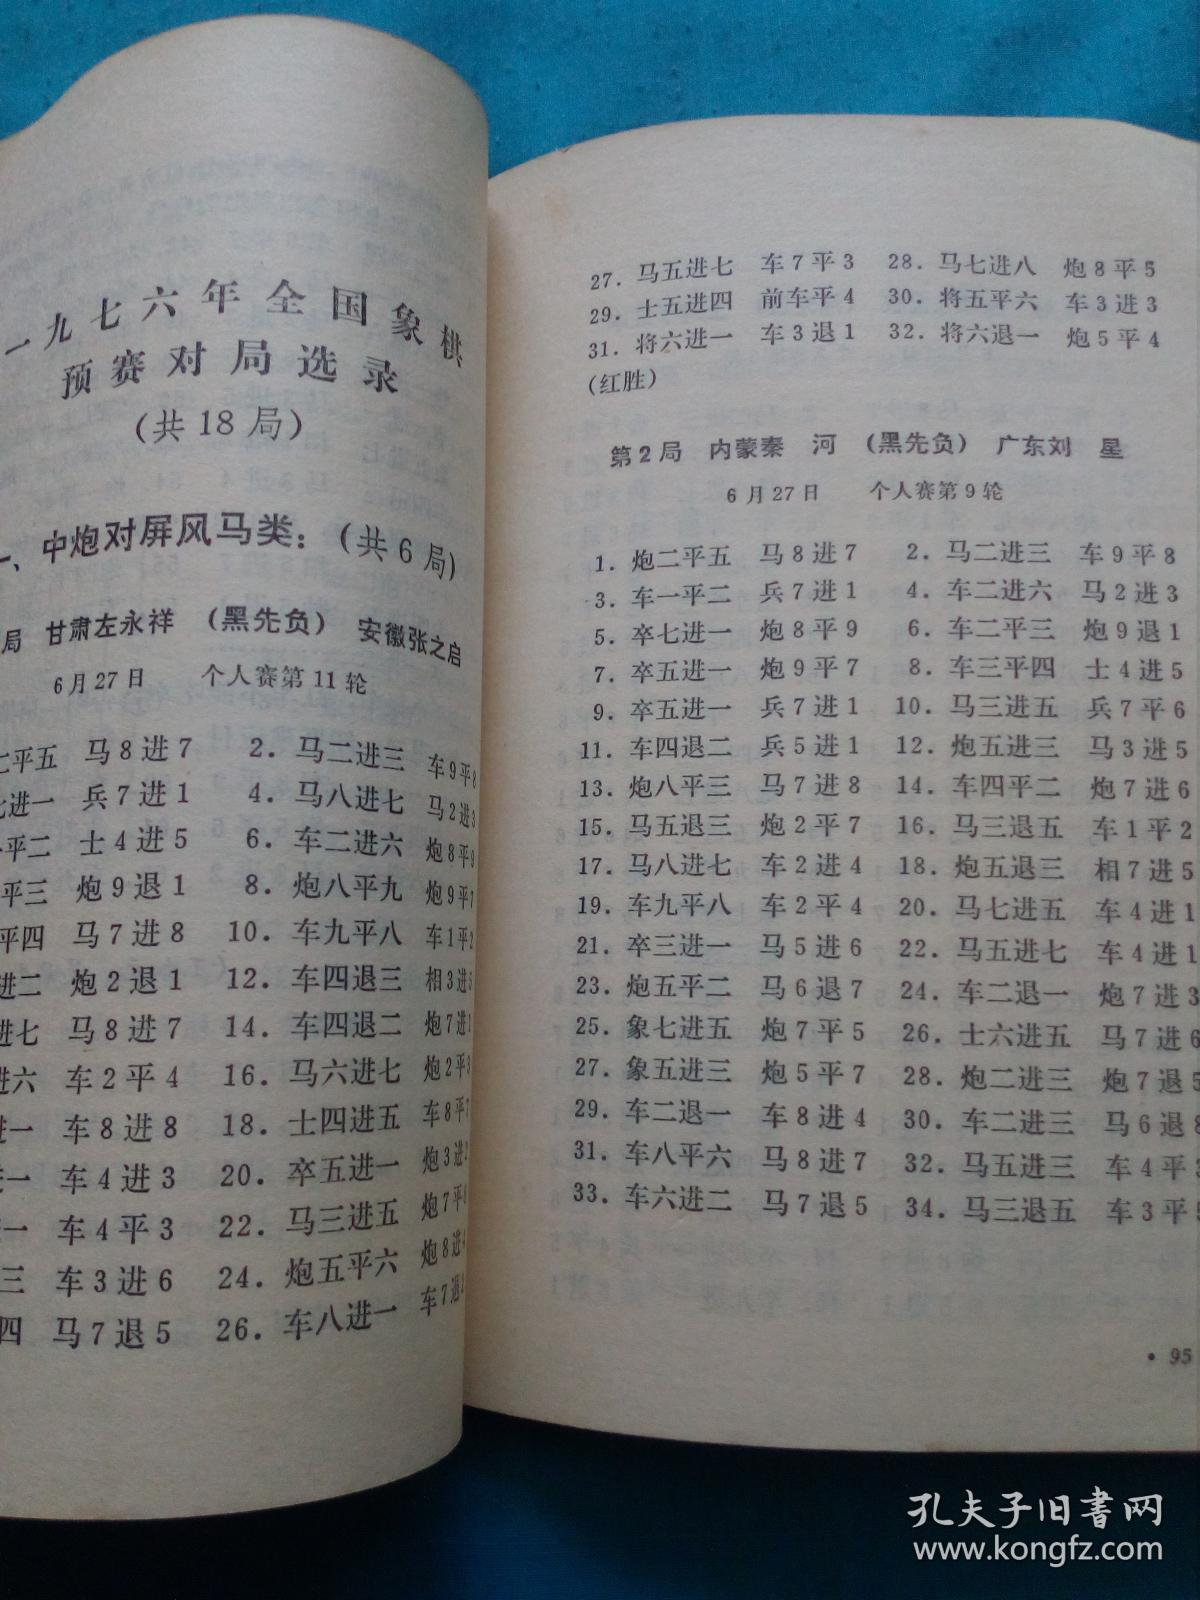 一九七六年全国象棋
预赛对局选录
(共18局)
一、中炮对屏风马类：(共6局)
局 甘肃左永祥 (黑先负) 安徽张之启
6月27日 个人赛第11轮
平五 马8进7 2. 马二进三 车9平8
进一 兵7进1 4. 马八进七 马2进3
平二 士4进5 6. 车二进六 炮8平9
平三 炮9退1 8. 炮八平九 炮9平7
平四 马7进8 10. 车九平八 车1平2
进二 炮2退1 12. 车四退三 相3进5
进七 马8进7 14. 车四退二 炮7进1
进六 车2平4 16. 马六进七 炮2平3
进一 车8进8 18. 士四进五 车8平7
进一 车4进3 20. 卒五进一 炮3进2
一 车4平3 22. 马三进五 炮7平8
三 车3进6 24. 炮五平六 炮8进4
四 马7退5 26. 车八进一 车7退2
27. 马五进七 车7平3 28. 马七进八 炮8平5
29. 士五进四 前车平4 30. 将五平六 车3进3
31. 将六进一 车3退1 32. 将六退一 炮5平4
(红胜)
第2局 内蒙秦 河 (黑先负) 广东刘 星
6月27日 个人赛第9轮
1. 炮二平五 马8进7 2. 马二进三 车9平8
3. 车一平二 兵7进1 4. 车二进六 马2进3
5. 卒七进一 炮8平9 6. 车二平三 炮9退1
7. 卒五进一 炮9平7 8. 车三平四 士4进5
9. 卒五进一 兵7进1 10. 马三进五 兵7平6
11. 车四退二 兵5进1 12. 炮五进三 马3进5
13. 炮八平三 马7进8 14. 车四平二 炮7进6
15. 马五退三 炮2平7 16. 马三退五 车1平2
17. 马八进七 车2进4 18. 炮五退三 相7进5
19. 车九平八 车2平4 20. 马七进五 车4进1
21. 卒三进一 马5进6 22. 马五进七 车4进1
23. 炮五平二 马6退7 24. 车二退一 炮7进3
25. 象七进五 炮7平5 26. 士六进五 马7进6
27. 象五进三 炮5平7 28. 炮二进三 炮7退5
29. 车二退一 车8进4 30. 车二进三 马6退8
31. 车八平六 马8进7 32. 马五进三 车4平3
33. 车六进二 马7退5 34. 马三退五 车3平5
• 95
孔夫子旧书网
www.kongfz.com